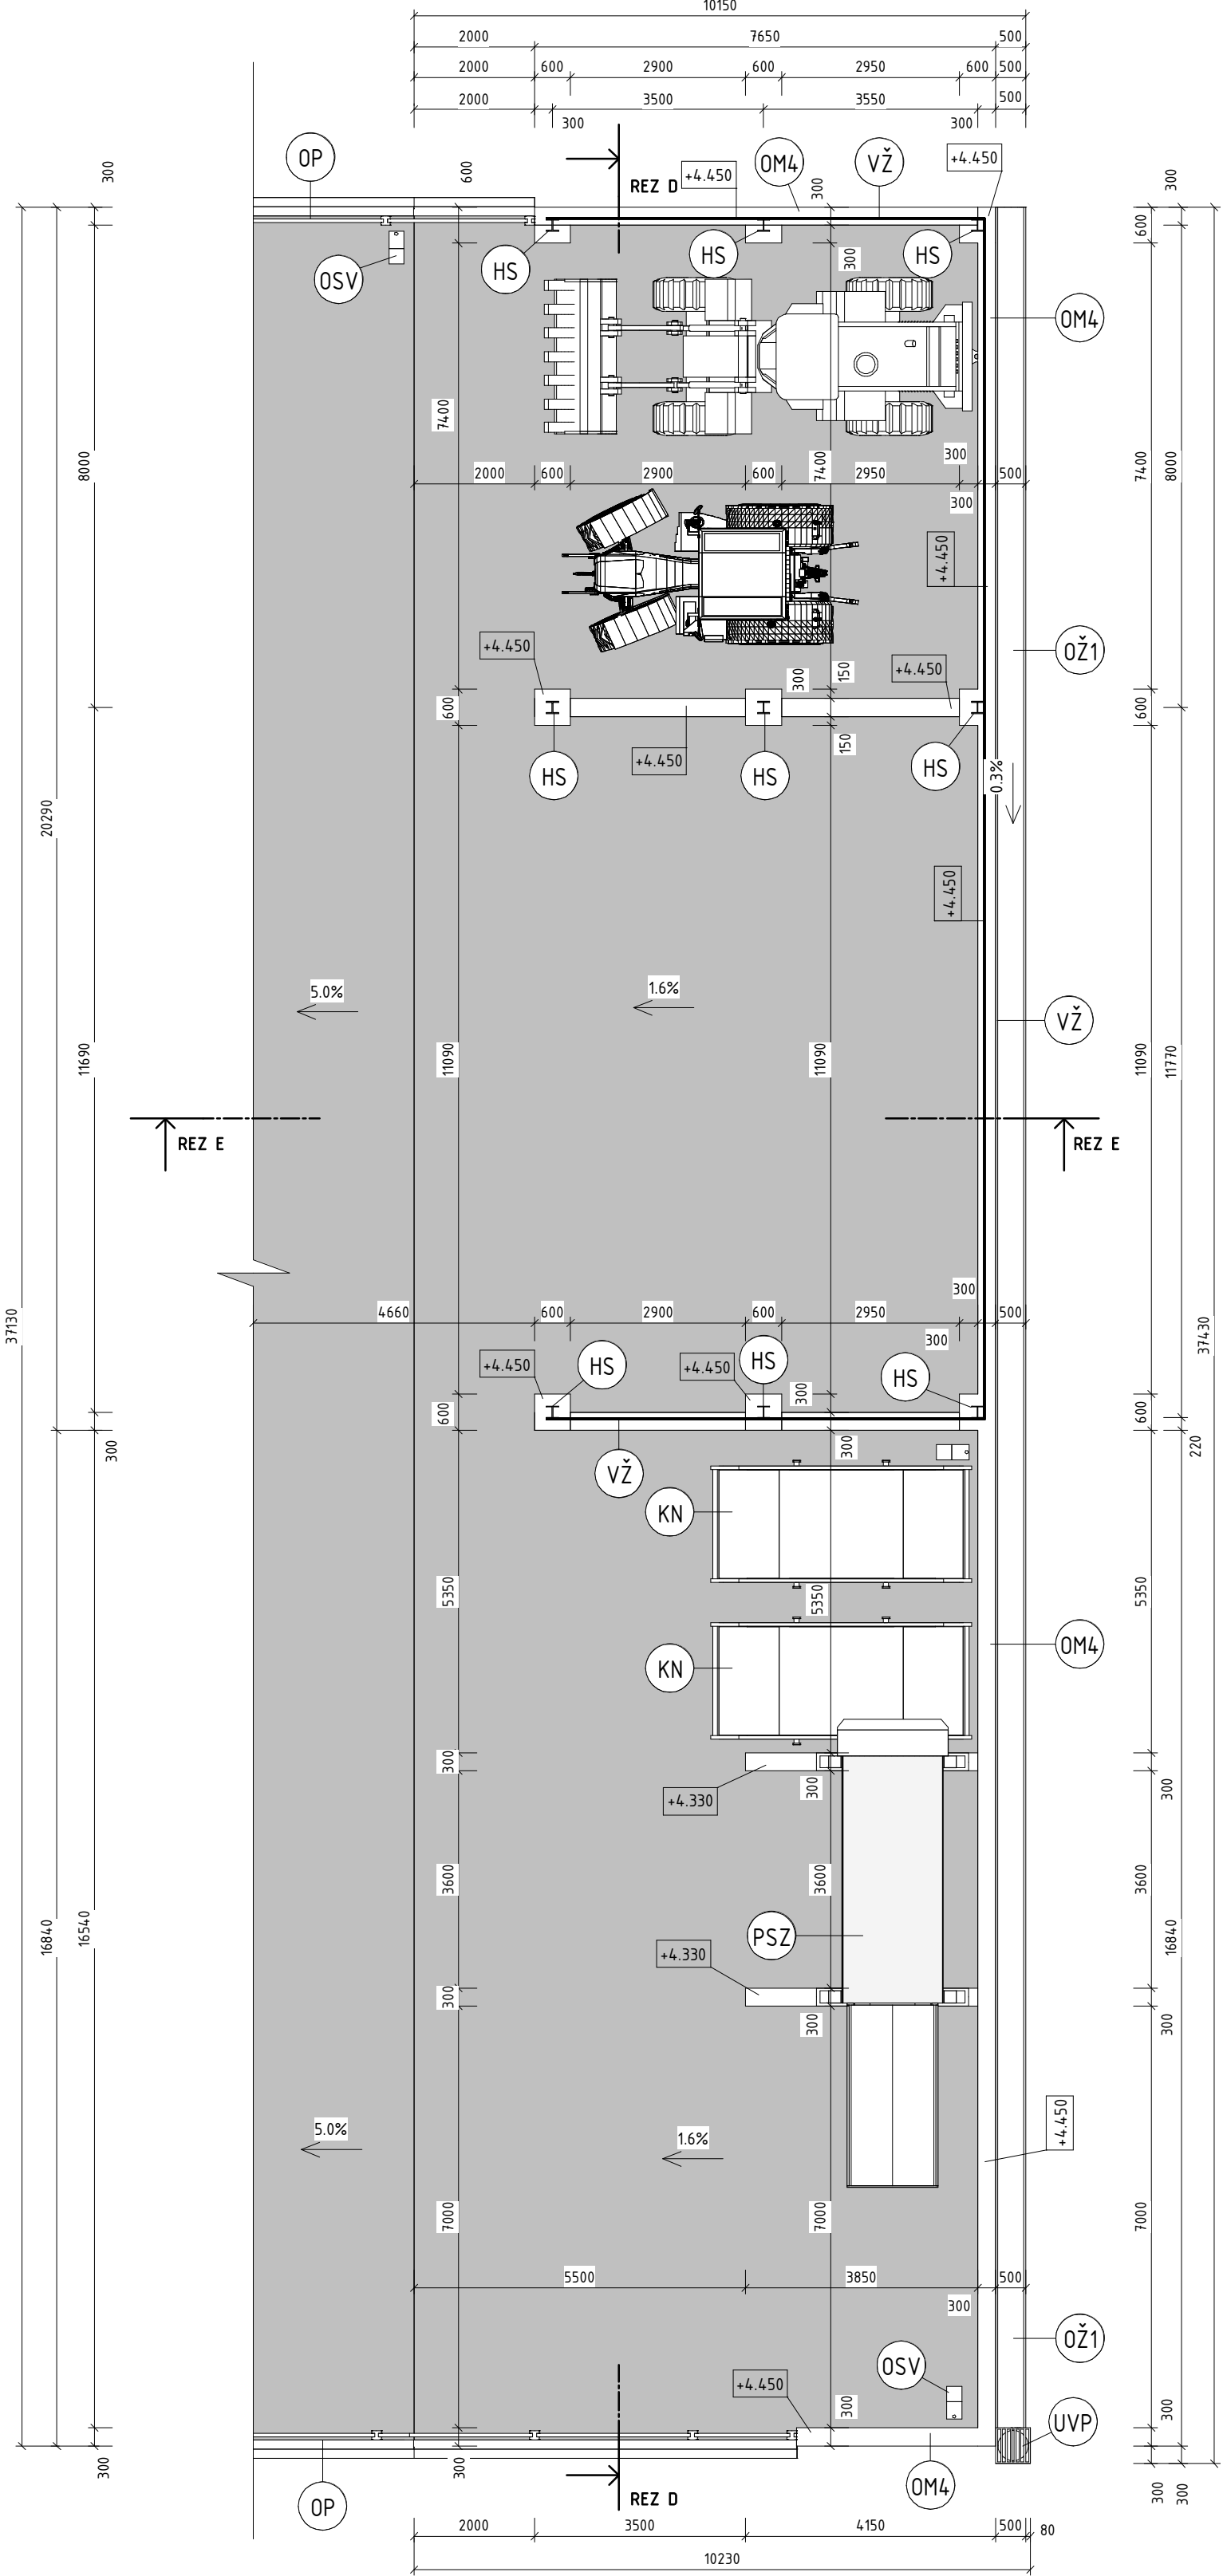 10150
2000 7650 500
2000 600 2900 600 2950 600 500
2000 3500 3550 500
300 300
300 OP 600 REZ D +4.450 OM4 VŽ +4.450 300 300
OSV HS HS HS 300 600
OM4
8000 7400 7400 7400 8000
300
2000 600 2900 600 2950 500
300
+4.450
OŽ1
+4.450 300 150 +4.450
600 600
+4.450 150
HS HS HS
0.3%
20290
+4.450
5.0% 1.6%
VŽ
11690 11090 11090 11090 11770
REZ E REZ E
300
4660 600 2900 600 2950 500
37130 300 37430
+4.450 HS +4.450 HS HS
300
600 600
300 300 220
VŽ
KN
5350 5350 5350
KN OM4
300
+4.330 300 300
3600 3600 3600
16840 16540 PSZ 16840
+4.330
300
300 300
+4.450
5.0% 1.6%
7000 7000 7000
5500 3850 500
300
OŽ1
OSV
+4.450
300 300
UVP
300 300
OP REZ D OM4 300 300
2000 3500 4150 500 80
10230